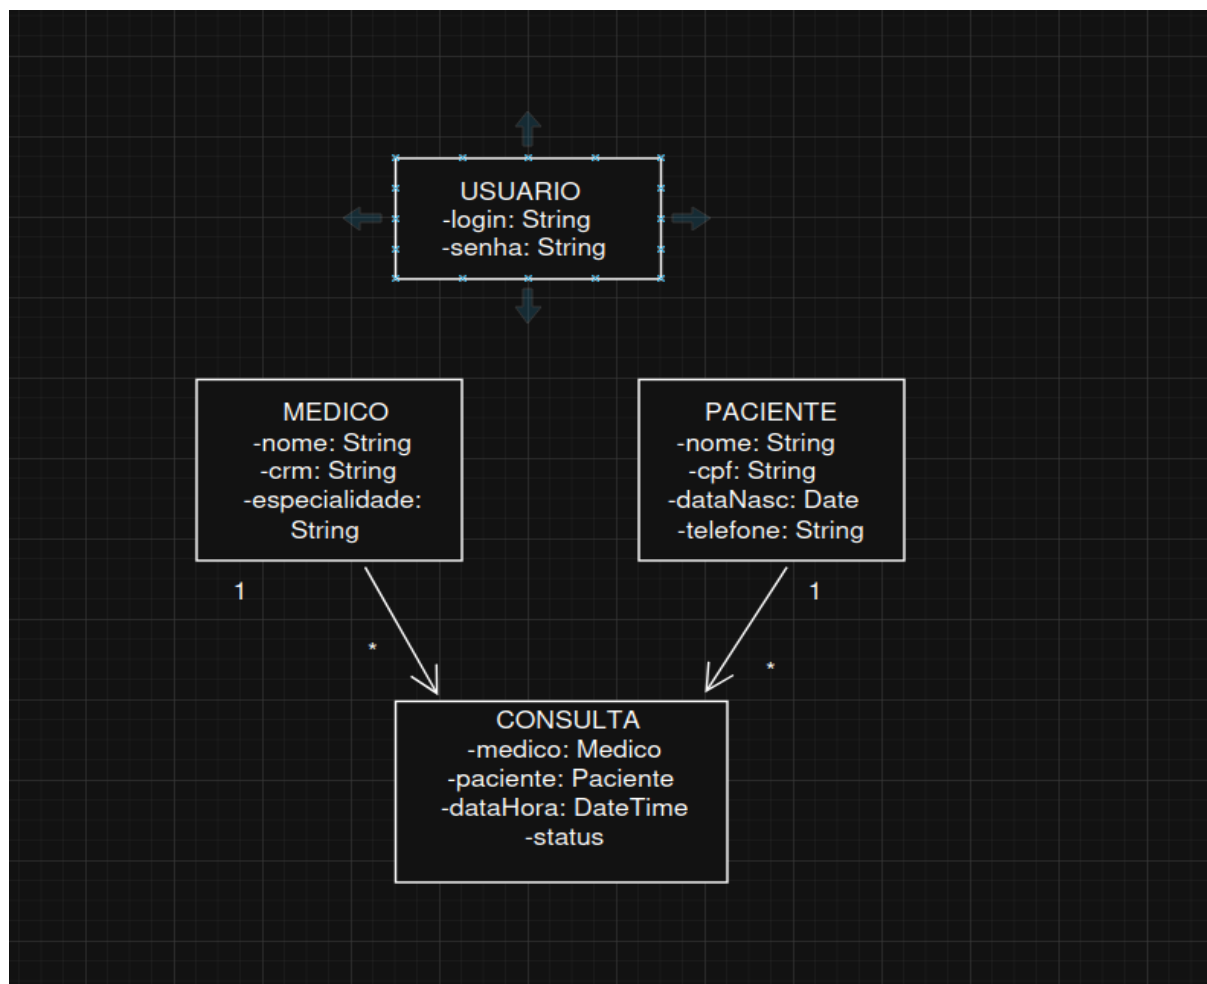 USUARIO
-login: String
-senha: String
MEDICO
-nome: String
-crm: String
-especialidade:
String
PACIENTE
-nome: String
-cpf: String
-dataNasc: Date
-telefone: String
1
1
*
*
CONSULTA
-medico: Medico
-paciente: Paciente
-dataHora: DateTime
-status